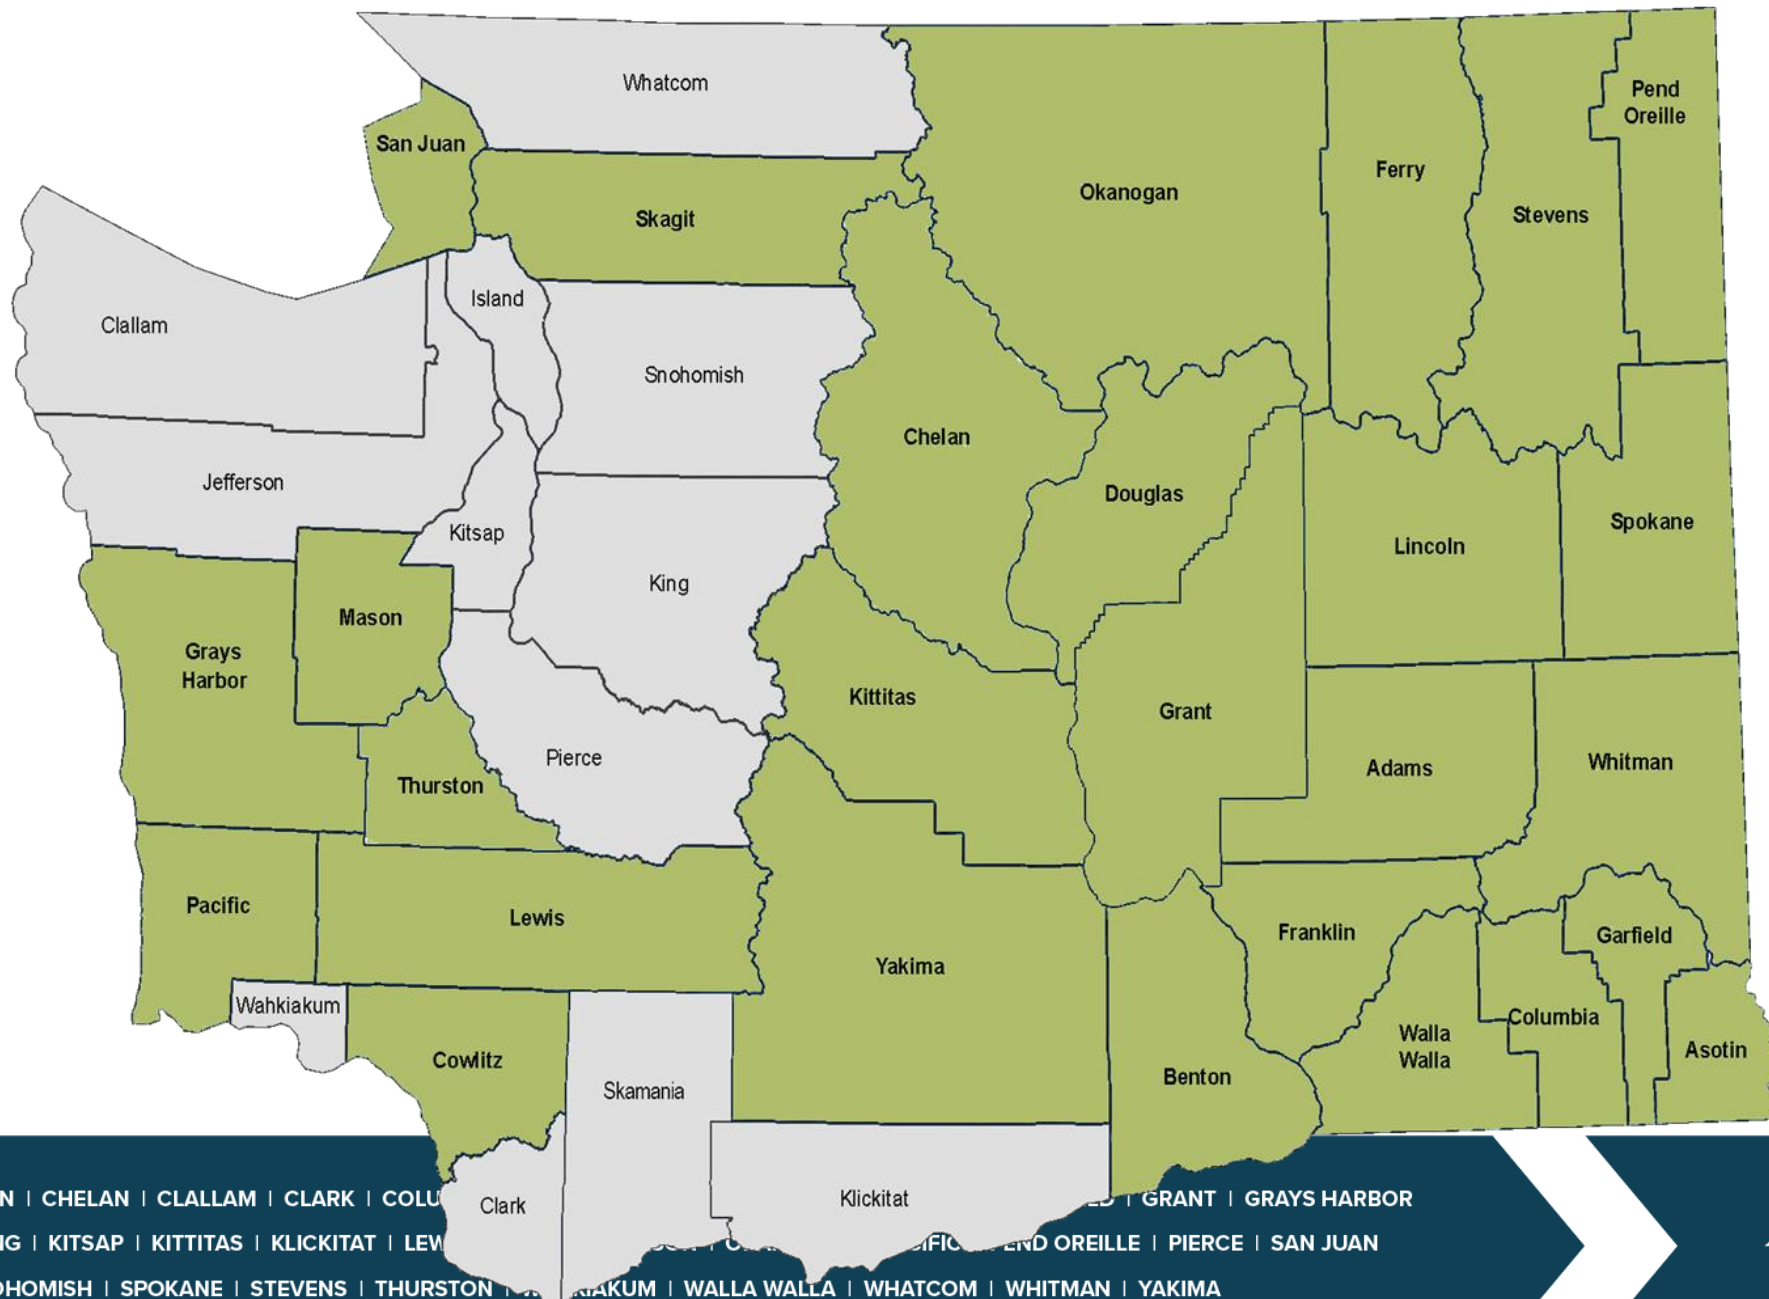 Whatcom
Pend
Oreille
San Juan
Ferry
Okanogan
Stevens
Skagit
Island
Clallam
Snohomish
Chelan
Jefferson
Douglas
Spokane
Kitsap
Lincoln
King
Mason
Grays
Harbor
Kittitas
Grant
Pierce
Whitman
Adams
Thurston
Pacific
Lewis
Franklin
Garfield
Yakima
Wahkiakum
Columbia
Walla
Walla
Cowlitz
Asotin
Benton
Skamania
Klickitat
Clark
N | CHELAN | CLALLAM | CLARK | COLU | GRANT | GRAYS HARBOR
NG | KITSAP | KITTITAS | KLICKITAT | LEW END OREILLE | PIERCE | SAN JUAN
OHOMISH | SPOKANE | STEVENS | THURSTON KIAKUM | WALLA WALLA | WHATCOM | WHITMAN | YAKIMA